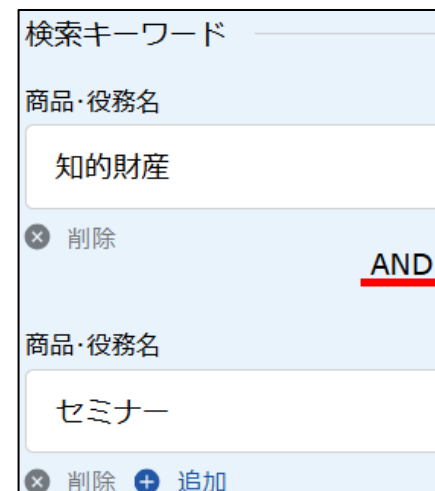 検索キーワード
商品・役務名
知的財産
削除
AND
商品・役務名
セミナー
削除 追加